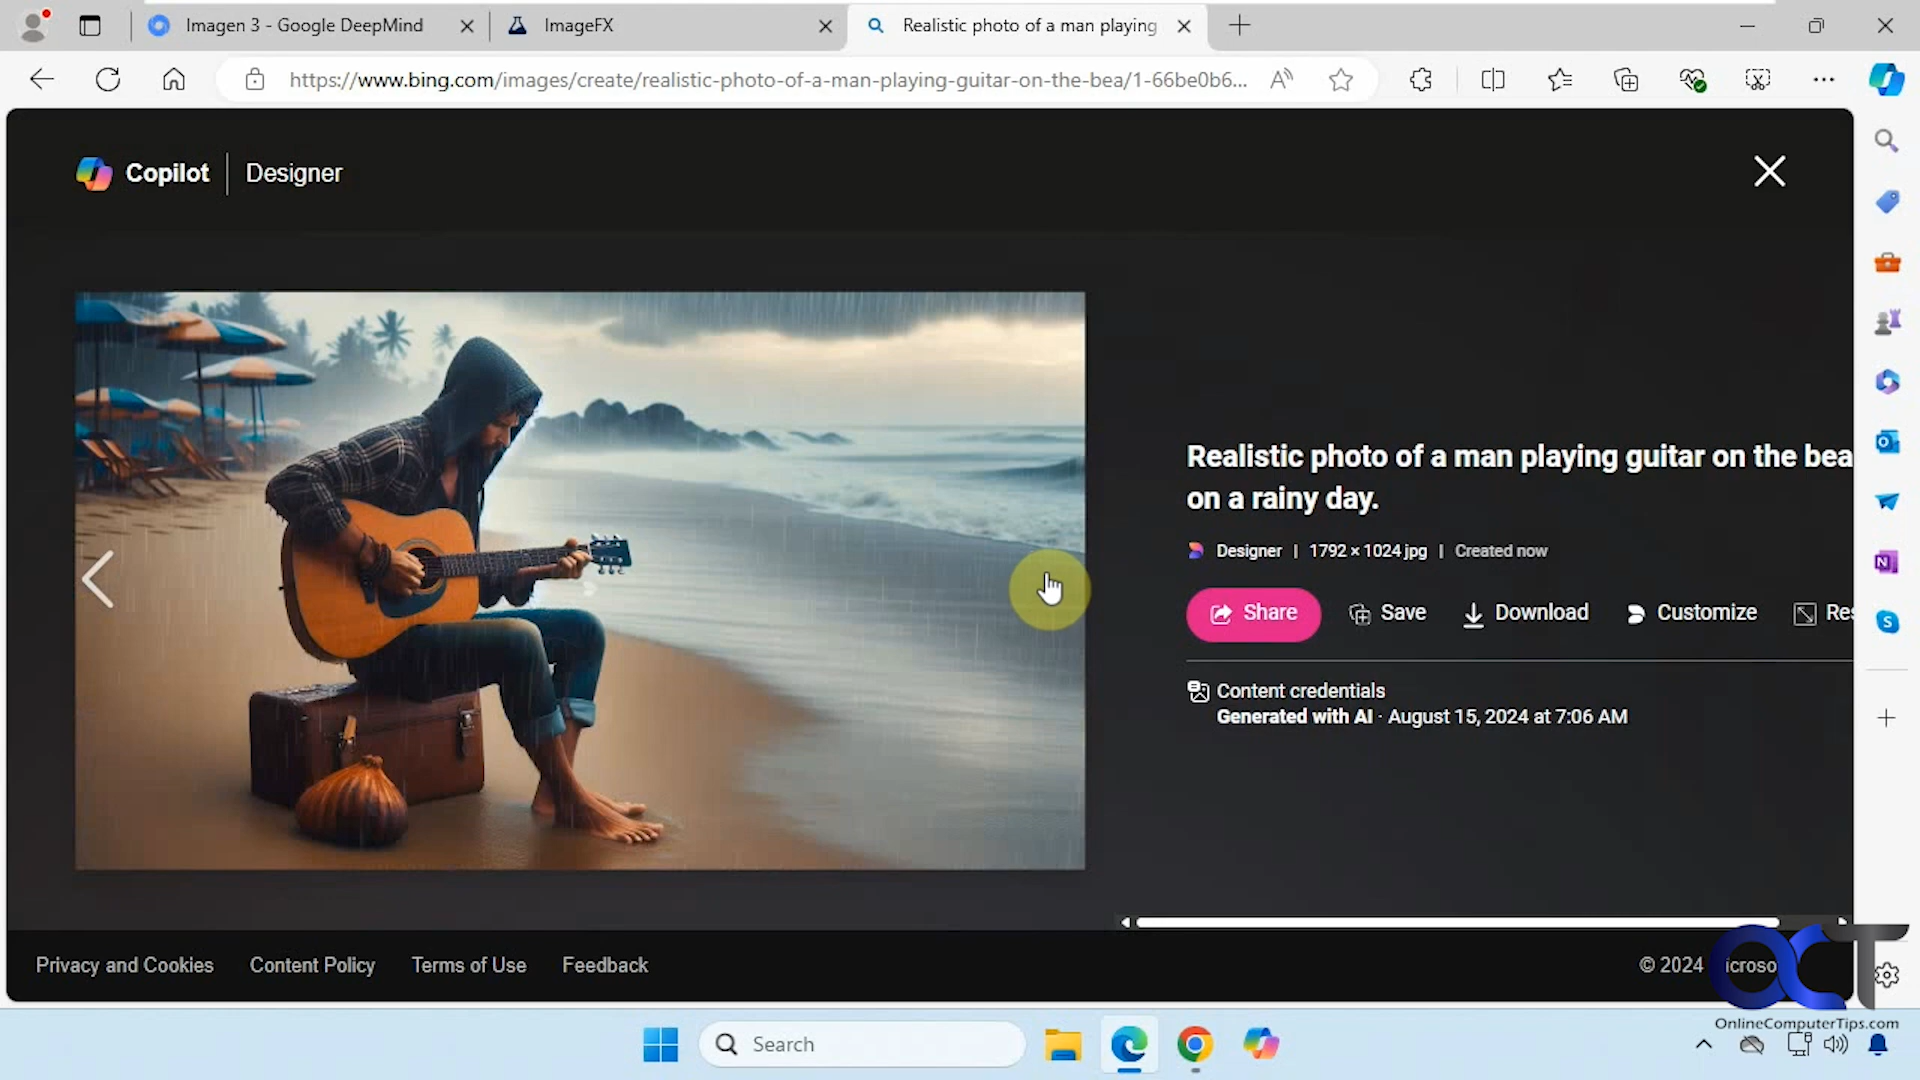 Imagen 3 - Google DeepMind
ImageFX
Realistic photo of a man playing
https://www.bing.com/images/create/realistic-photo-of-a-man-playing-guitar-on-the-bea/1-66be0b6...
Copilot | Designer
Realistic photo of a man playing guitar on the bea
on a rainy day.
Designer | 1792 × 1024 jpg | Created now
Share
Save
Download
Customize
Res
Content credentials
Generated with AI · August 15, 2024 at 7:06 AM
Privacy and Cookies
Content Policy
Terms of Use
Feedback
© 2024 icroso
OCT
OnlineComputerTips.com
Search